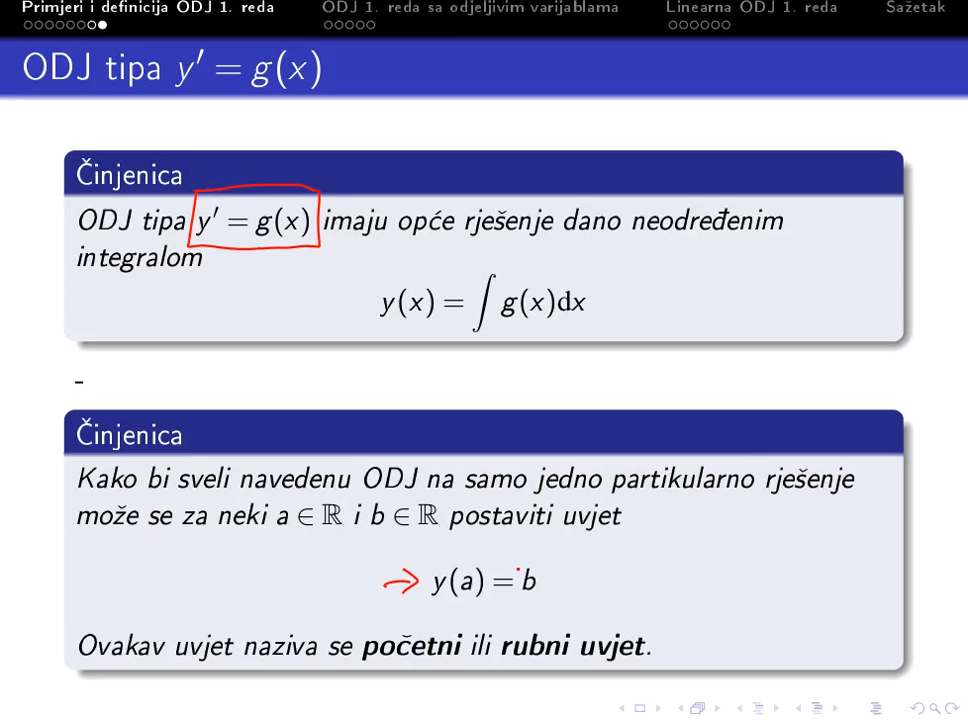 Primjeri i definicija ODJ 1. reda ODJ 1. reda sa odjeljivim varijablama Linearna ODJ 1. reda Sažetak
ODJ tipa y′ = g(x)
Činjenica
ODJ tipa y′ = g(x) imaju opće rješenje dano neodređenim
integralom
y(x) = ∫ g(x)dx
-
Činjenica
Kako bi sveli navedenu ODJ na samo jedno partikularno rješenje
može se za neki a ∈ ℝ i b ∈ ℝ postaviti uvjet
y(a) = b
Ovakav uvjet naziva se početni ili rubni uvjet.